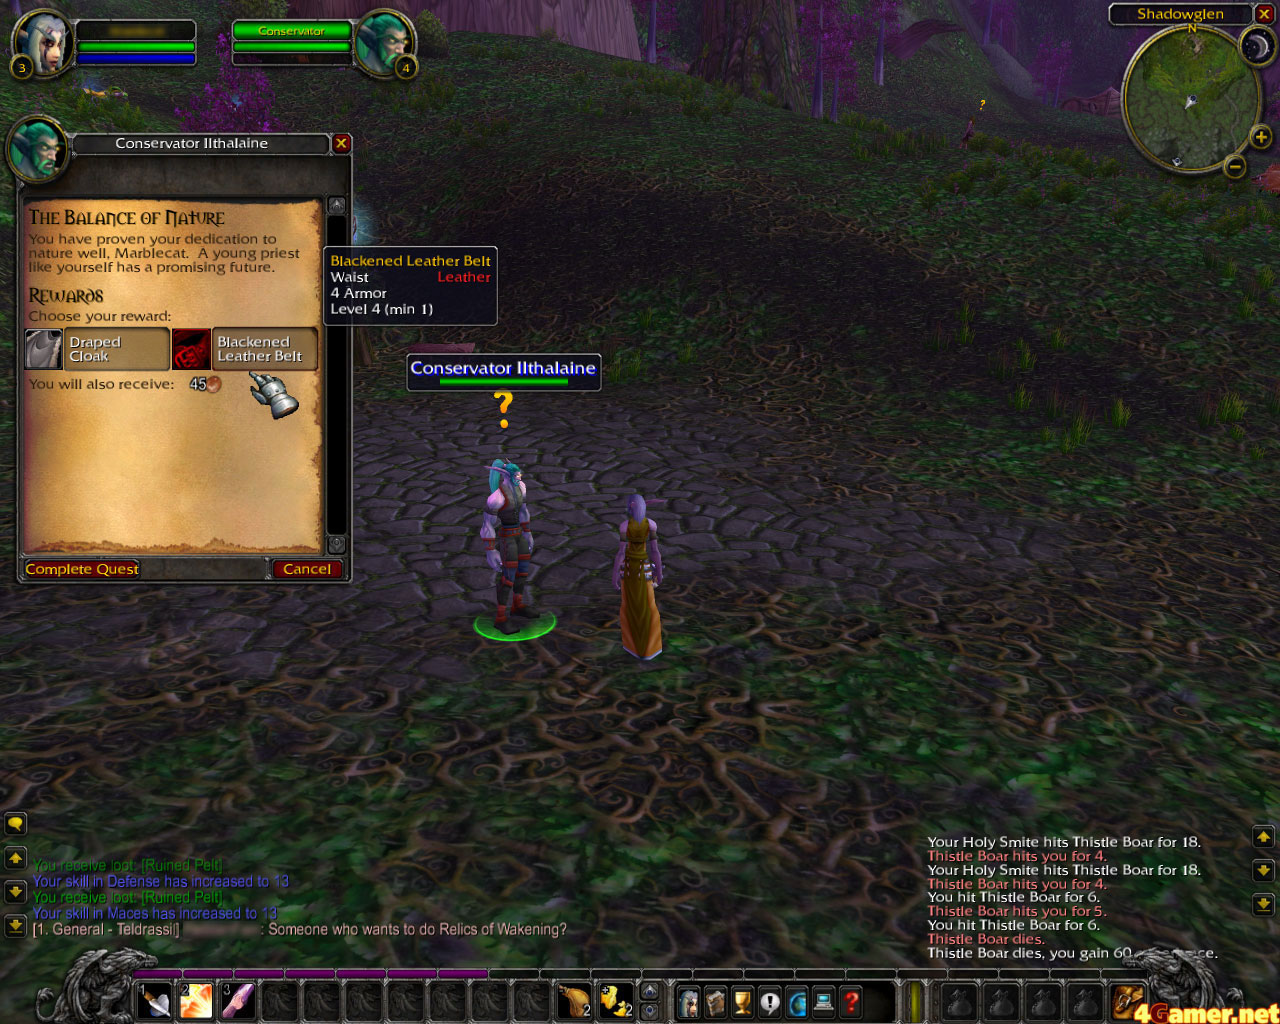 3
Conservator
4
Shadowglen
N
Conservator Ilthalaine
The Balance of Nature
You have proven your dedication to
nature well, Marblecat. A young priest
like yourself has a promising future.
Rewards
Choose your reward:
Draped
Cloak
Blackened
Leather Belt
You will also receive: 45
Complete Quest
Cancel
Blackened Leather Belt
Waist Leather
4 Armor
Level 4 (min 1)
Conservator Ilthalaine
?
?
You receive loot: [Ruined Pelt]
Your skill in Defense has increased to 13
You receive loot: [Ruined Pelt]
Your skill in Maces has increased to 13
[1. General - Teldrassil] : Someone who wants to do Relics of Wakening?
Your Holy Smite hits Thistle Boar for 18.
Thistle Boar hits you for 4.
Your Holy Smite hits Thistle Boar for 18.
Thistle Boar hits you for 4.
You hit Thistle Boar for 6.
Thistle Boar hits you for 5.
You hit Thistle Boar for 6.
Thistle Boar dies.
Thistle Boar dies, you gain 60
1
2
3
2
2
?
4Gamer.net